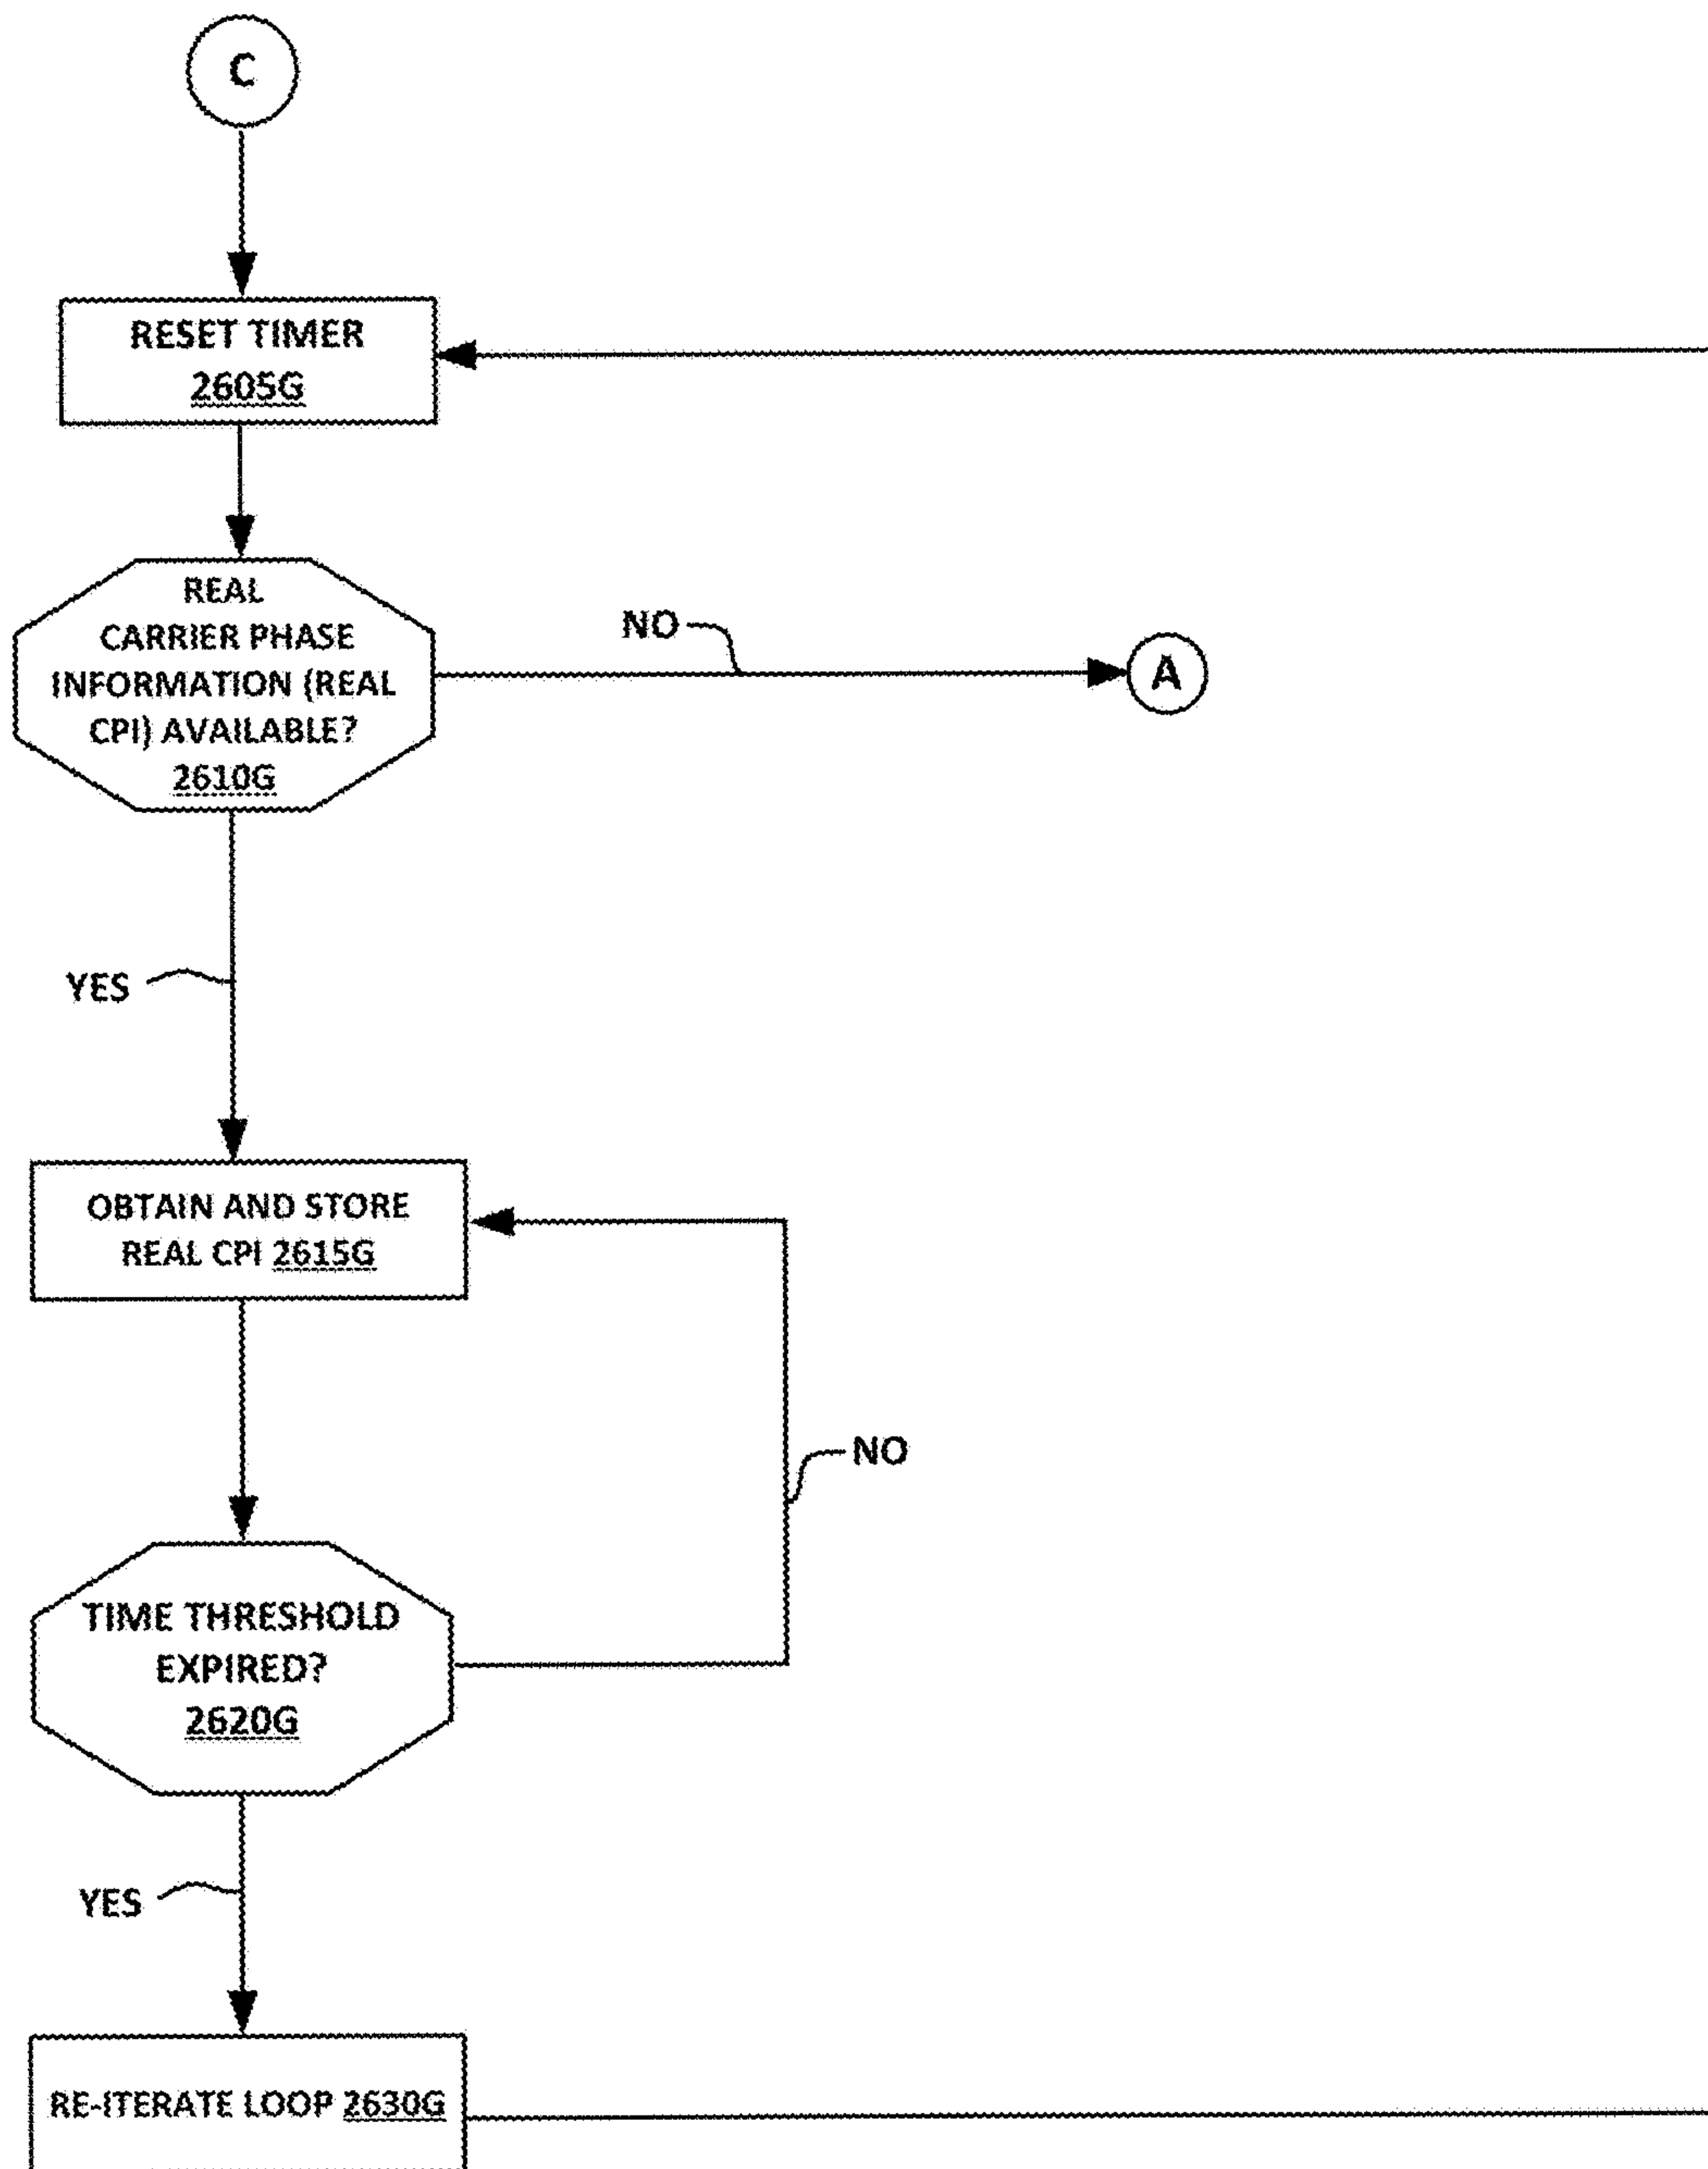 C
RESET TIMER
2605G
REAL
CARRIER PHASE
INFORMATION (REAL
CPI) AVAILABLE?
2610G
NO
A
YES
OBTAIN AND STORE
REAL CPI 2615G
NO
TIME THRESHOLD
EXPIRED?
2620G
YES
RE-ITERATE LOOP 2630G